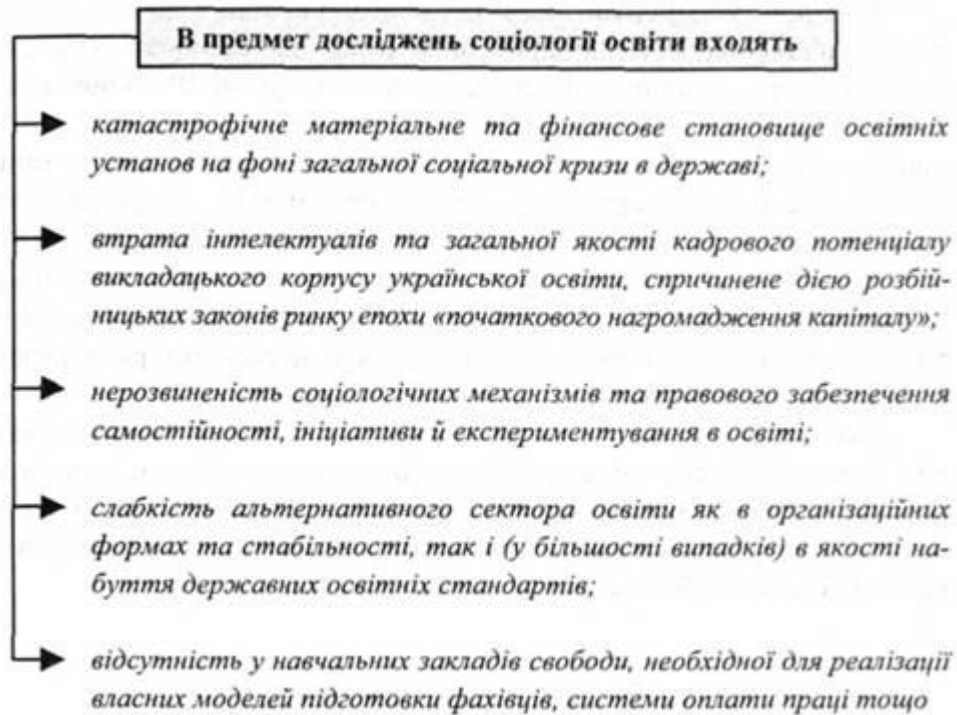 В предмет досліджень соціології освіти входять
катастрофічне матеріальне та фінансове становище освітніх
установ на фоні загальної соціальної кризи в державі;
втрата інтелектуалів та загальної якості кадрового потенціалу
викладацького корпусу української освіти, спричинене дією розбій-
ницьких законів ринку епохи «початкового нагромадження капіталу»;
нерозвиненість соціологічних механізмів та правового забезпечення
самостійності, ініціативи й експериментування в освіті;
слабкість альтернативного сектора освіти як в організаційних
формах та стабільності, так і (у більшості випадків) в якості на-
буття державних освітніх стандартів;
відсутність у навчальних закладів свободи, необхідної для реалізації
власних моделей підготовки фахівців, системи оплати праці тощо